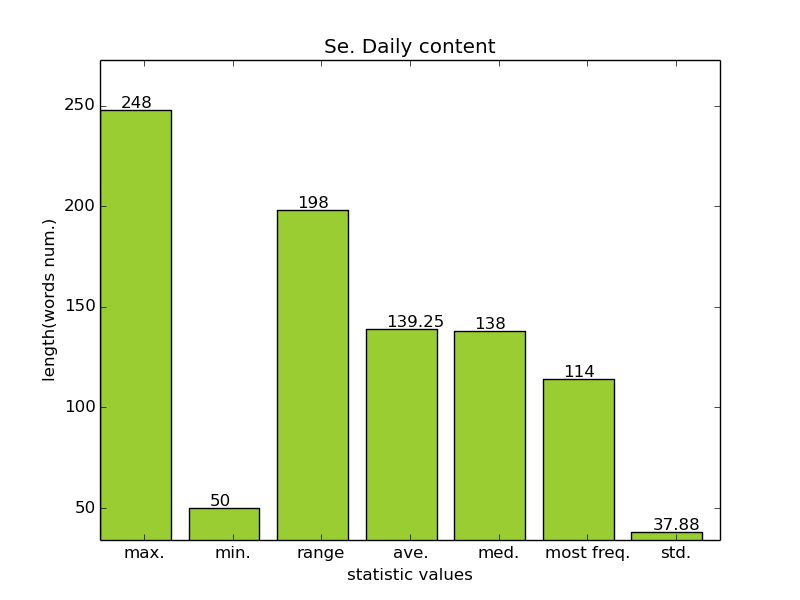 Se. Daily content
length(words num.)
250
200
150
100
50
248
50
198
139.25
138
114
37.88
max.
min.
range
ave.
med.
most freq.
std.
statistic values